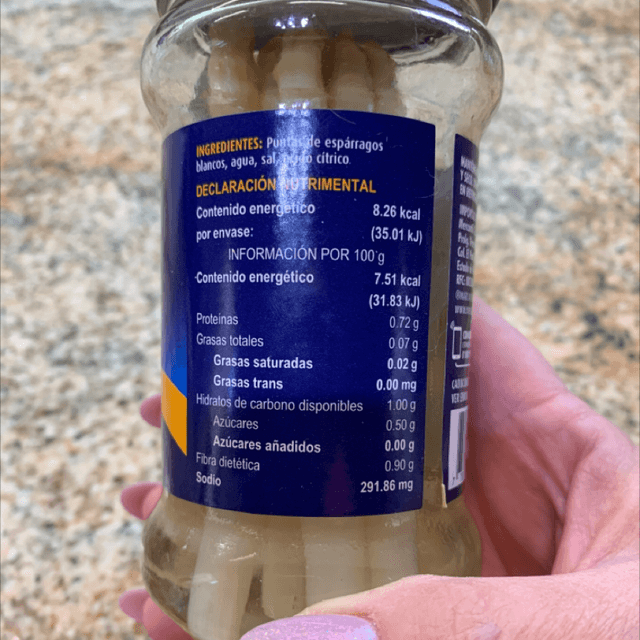 INGREDIENTES: Puntas de espárragos
blancos, agua, sal, cítrico.
DECLARACIÓN NUTRIMENTAL
Contenido energético 8.26 kcal
por envase: (35.01 kJ)
INFORMACIÓN POR 100 g
Contenido energético 7.51 kcal
(31.83 kJ)
Proteínas 0.72 g
Grasas totales 0.07 g
Grasas saturadas 0.02 g
Grasas trans 0.00 mg
Hidratos de carbono disponibles 1.00 g
Azúcares 0.50 g
Azúcares añadidos 0.00 g
Fibra dietética 0.90 g
Sodio 291.86 mg